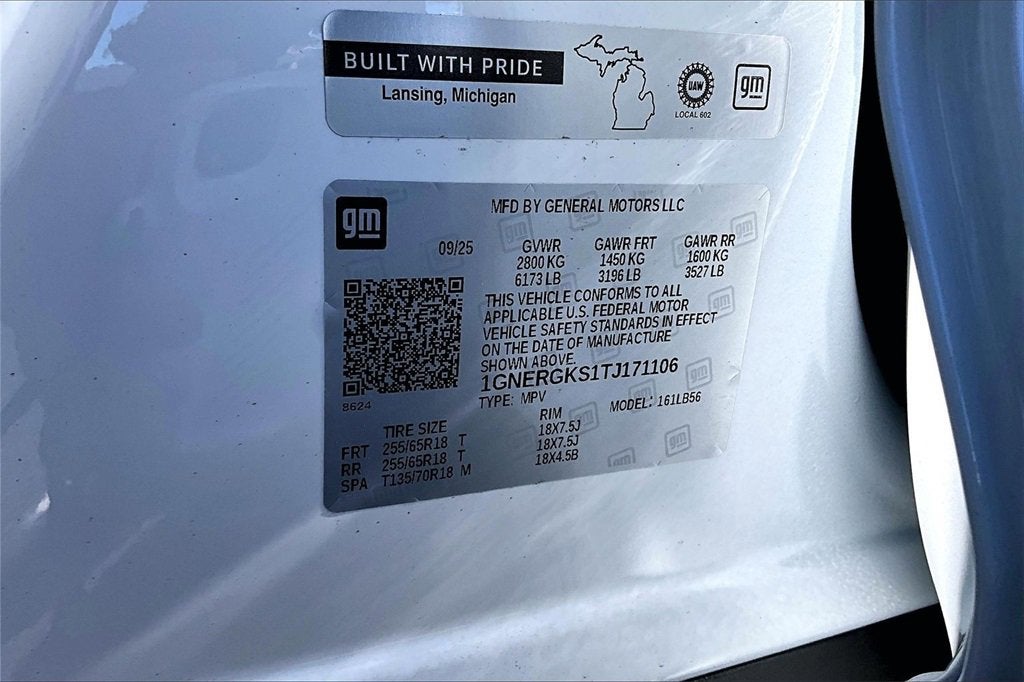 BUILT WITH PRIDE
Lansing, Michigan
UAW
LOCAL 602
gm
gm
MFD BY GENERAL MOTORS LLC
09/25 GVWR GAWR FRT GAWR RR
2800 KG 1450 KG 1600 KG
6173 LB 3196 LB 3527 LB
THIS VEHICLE CONFORMS TO ALL
APPLICABLE U.S. FEDERAL MOTOR
VEHICLE SAFETY STANDARDS IN EFFECT
ON THE DATE OF MANUFACTURE
SHOWN ABOVE.
1GNERGKS1TJ171106
8624
TYPE: MPV MODEL: 161LB56
TIRE SIZE RIM
FRT 255/65R18 T 18X7.5J
RR 255/65R18 T 18X7.5J
SPA T135/70R18 M 18X4.5B